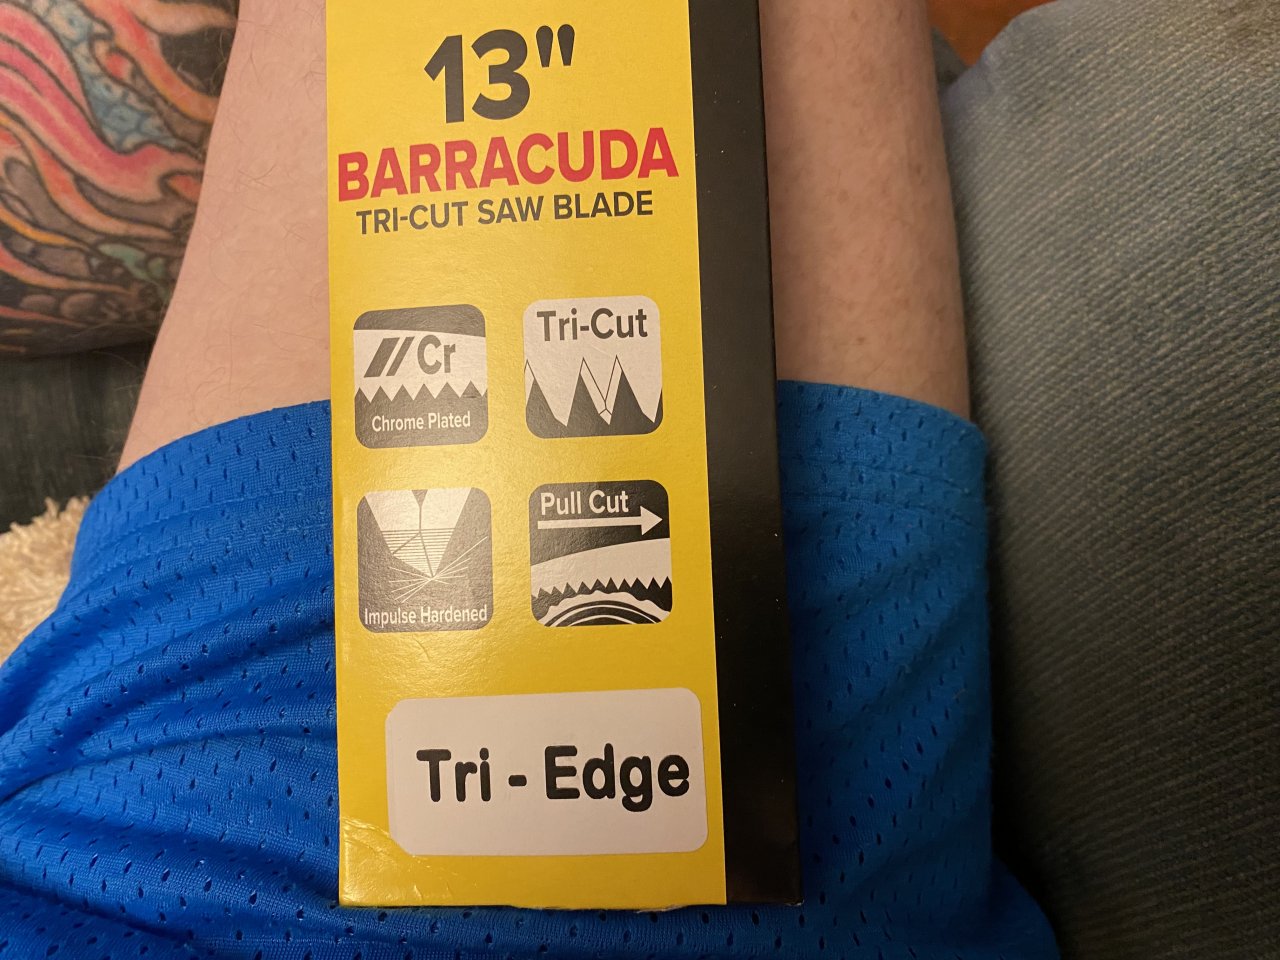 13"
BARRACUDA
TRI-CUT SAW BLADE
//Cr
Chrome Plated
Tri-Cut
Impulse Hardened
Pull Cut
Tri - Edge